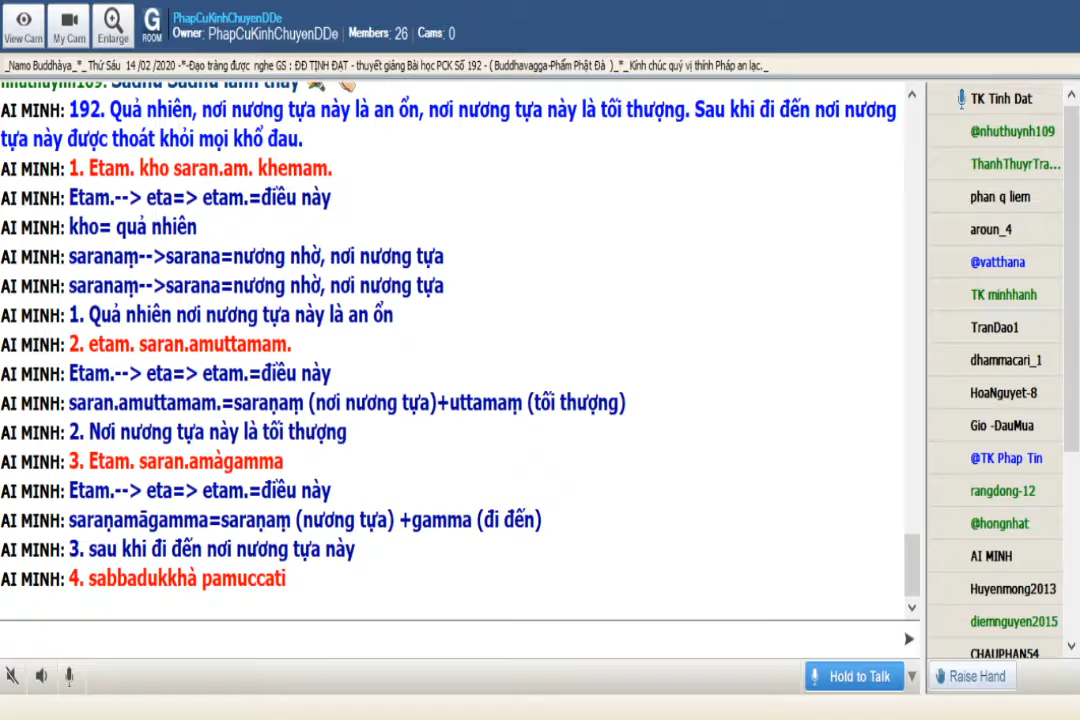 PhapCuKinhChuyenDDe
Owner: PhapCuKinhChuyenDDe Members: 26 Cams: 0
View Cam My Cam Enlarge G ROOM
_Namo Buddhàya_*_ Thứ Sáu 14 /02 /2020 -*-Đạo tràng được nghe GS : ĐĐ TỊNH ĐẠT - thuyết giảng Bài học PCK Số 192 - ( Buddhavagga-Phẩm Phật Đà )_*_ Kính chúc quý vị thính Pháp an lạc._
nhuthuynh109: Sadhu Sadhu lành thay
AI MINH: 192. Quả nhiên, nơi nương tựa này là an ổn, nơi nương tựa này là tối thượng. Sau khi đi đến nơi nương
tựa này được thoát khỏi mọi khổ đau.
AI MINH: 1. Etam. kho saran.am. khemam.
AI MINH: Etam.--> eta=> etam.=điều này
AI MINH: kho= quả nhiên
AI MINH: saraṇaṃ-->sarana=nương nhờ, nơi nương tựa
AI MINH: saraṇaṃ-->sarana=nương nhờ, nơi nương tựa
AI MINH: 1. Quả nhiên nơi nương tựa này là an ổn
AI MINH: 2. etam. saran.amuttamam.
AI MINH: Etam.--> eta=> etam.=điều này
AI MINH: saran.amuttamam.=saraṇaṃ (nơi nương tựa)+uttamaṃ (tối thượng)
AI MINH: 2. Nơi nương tựa này là tối thượng
AI MINH: 3. Etam. saran.amàgamma
AI MINH: Etam.--> eta=> etam.=điều này
AI MINH: saraṇamāgamma=saraṇaṃ (nương tựa) +gamma (đi đến)
AI MINH: 3. sau khi đi đến nơi nương tựa này
AI MINH: 4. sabbadukkhà pamuccati
TK Tinh Dat
@nhuthuynh109
ThanhThuyrTra...
phan q liem
aroun_4
@vatthana
TK minhhanh
TranDao1
dhammacari_1
HoaNguyet-8
Gio -DauMua
@TK Phap Tin
rangdong-12
@hongnhat
AI MINH
Huyenmong2013
diemnguyen2015
CHAUPHAN54
Hold to Talk
Raise Hand